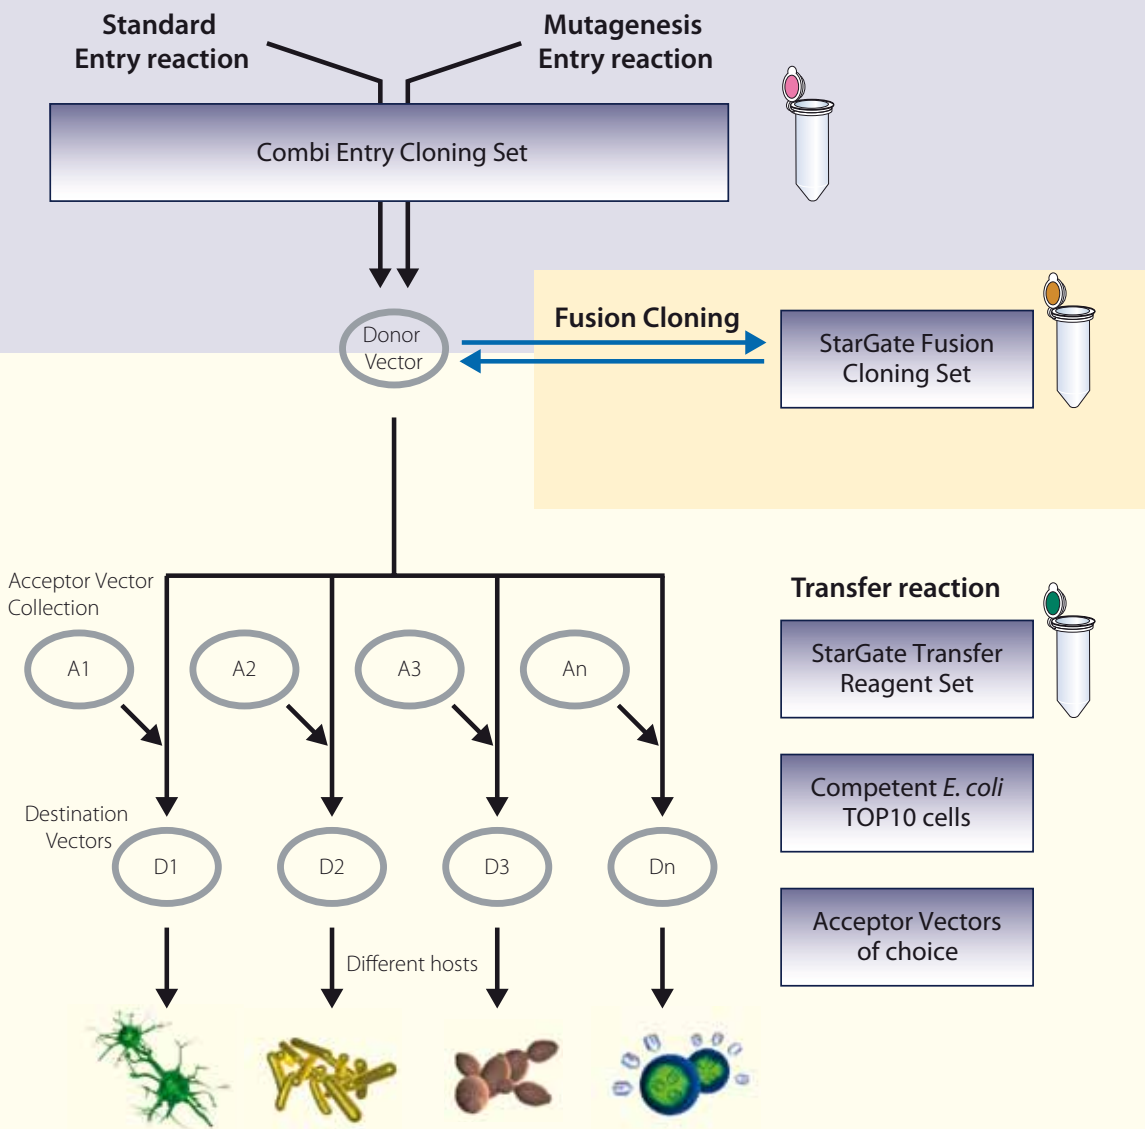 Standard
Entry reaction
Mutagenesis
Entry reaction
Combi Entry Cloning Set
Donor
Vector
Fusion Cloning
StarGate Fusion
Cloning Set
Acceptor Vector
Collection
A1
A2
A3
An
Transfer reaction
StarGate Transfer
Reagent Set
Competent E. coli
TOP10 cells
Destination
Vectors
D1
D2
D3
Dn
Acceptor Vectors
of choice
Different hosts